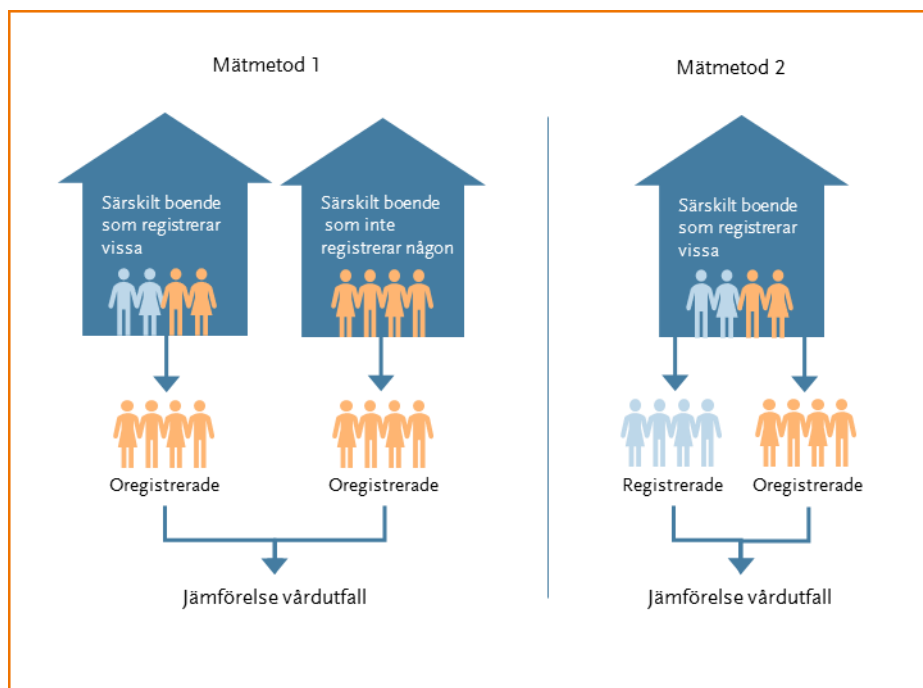 Mätmetod 1
Särskilt boende
som registrerar
vissa
Särskilt boende
som inte
registrerar någon
Oregistrerade
Oregistrerade
Jämförelse vårdutfall
Mätmetod 2
Särskilt boende
som registrerar
vissa
Registrerade
Oregistrerade
Jämförelse vårdutfall